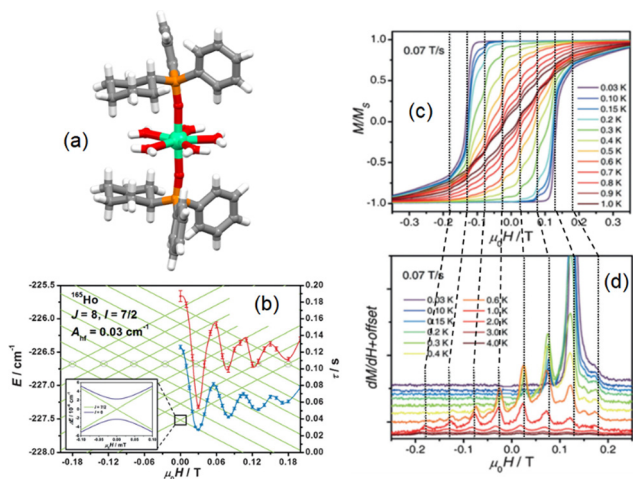 (a)
0.07 T/s
(c)
M/Ms
1.0
0.5
0.0
-0.5
-1.0
0.03 K
0.10 K
0.15 K
0.2 K
0.3 K
0.4 K
0.5 K
0.6 K
0.7 K
0.8 K
0.9 K
1.0 K
-0.3 -0.2 -0.1 0.0 0.1 0.2 0.3
μ₀H / T
(b)
¹⁶⁵Ho
J = 8, I = 7/2
A_hf = 0.03 cm⁻¹
E / cm⁻¹
-225.5
-226.0
-226.5
-227.0
-227.5
-228.0
0.20
0.18
0.16
0.14
0.12
0.10
0.08
0.06
0.04
0.02
0.00
τ / s
μ₀H / mT
-0.18 -0.12 -0.06 0.00 0.06 0.12 0.18
μ₀H / T
0.07 T/s
(d)
dM/dH+offset
0.03 K
0.10 K
0.15 K
0.2 K
0.3 K
0.4 K
0.6 K
1.0 K
2.0 K
3.0 K
4.0 K
-0.2 -0.1 0.0 0.1 0.2
μ₀H / T